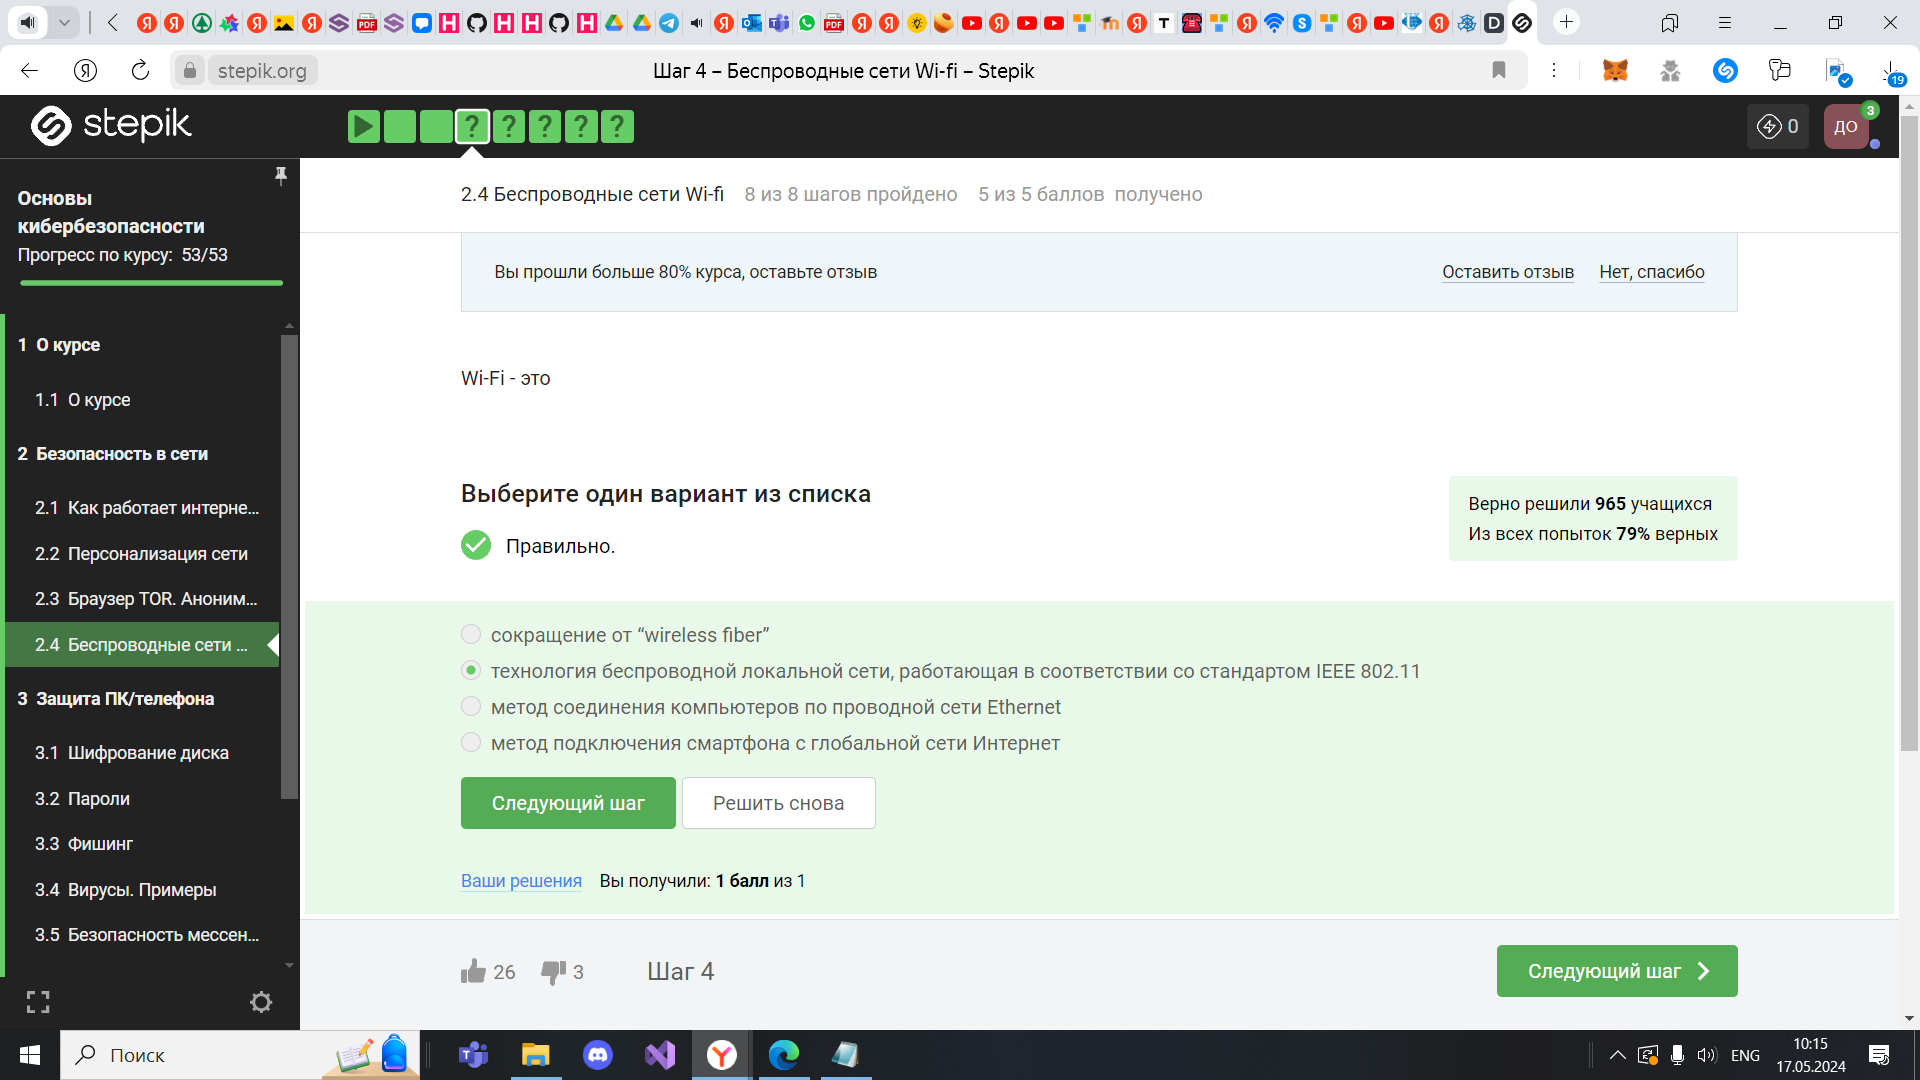 stepik.org
Шаг 4 – Беспроводные сети Wi-fi – Stepik
19
stepik
? ? ? ? ?
0
ДО
3
Основы
кибербезопасности
Прогресс по курсу: 53/53
2.4 Беспроводные сети Wi-fi 8 из 8 шагов пройдено 5 из 5 баллов получено
Вы прошли больше 80% курса, оставьте отзыв
Оставить отзыв
Нет, спасибо
1 О курсе
1.1 О курсе
2 Безопасность в сети
2.1 Как работает интерне...
2.2 Персонализация сети
2.3 Браузер TOR. Аноним...
2.4 Беспроводные сети ...
3 Защита ПК/телефона
3.1 Шифрование диска
3.2 Пароли
3.3 Фишинг
3.4 Вирусы. Примеры
3.5 Безопасность мессен...
Wi-Fi - это
Выберите один вариант из списка
Правильно.
Верно решили 965 учащихся
Из всех попыток 79% верных
сокращение от “wireless fiber”
технология беспроводной локальной сети, работающая в соответствии со стандартом IEEE 802.11
метод соединения компьютеров по проводной сети Ethernet
метод подключения смартфона с глобальной сети Интернет
Следующий шаг
Решить снова
Ваши решения
Вы получили: 1 балл из 1
26
3
Шаг 4
Следующий шаг
Поиск
ENG
10:15
17.05.2024